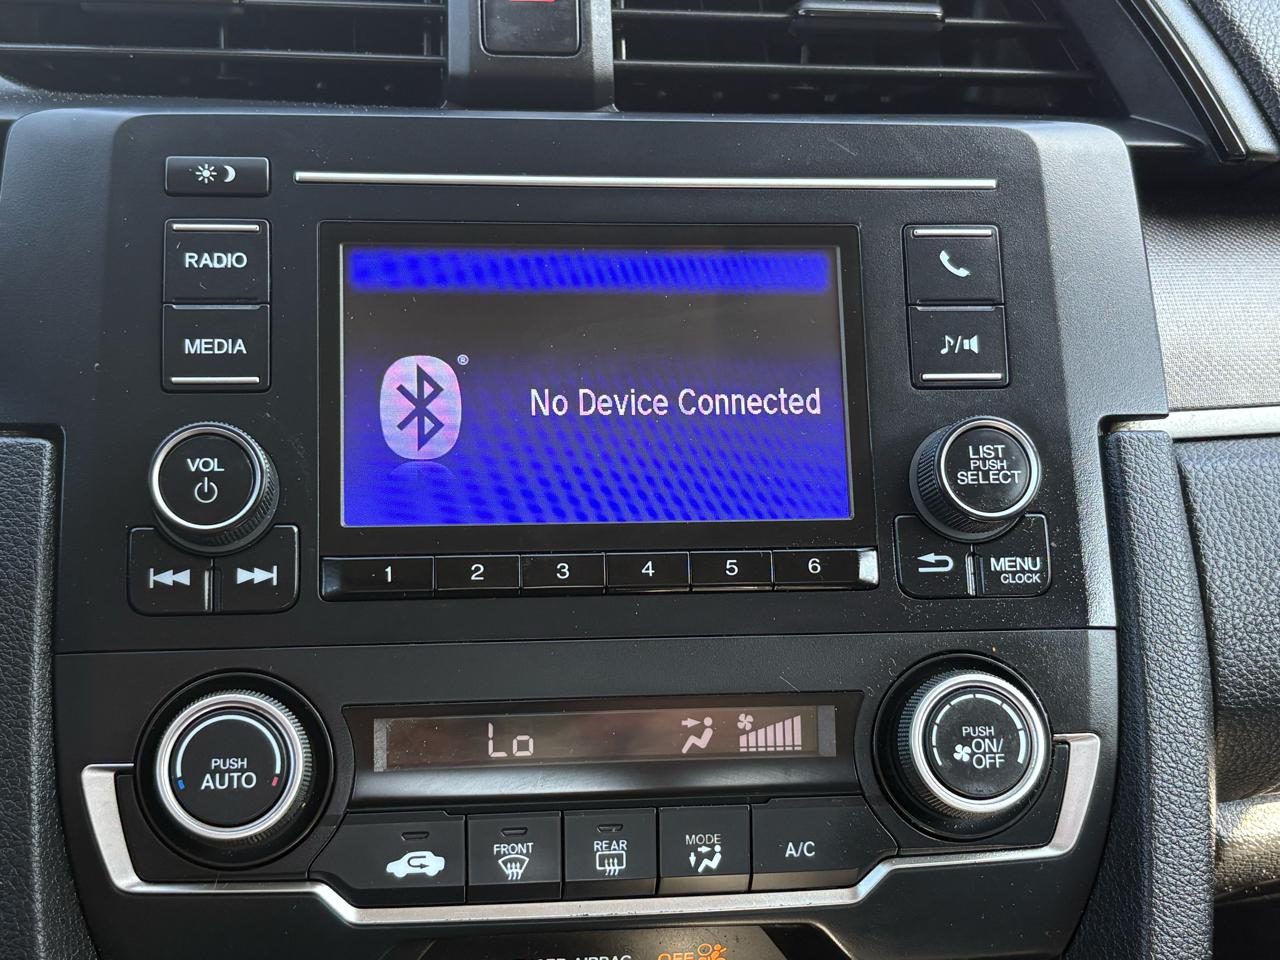 RADIO
MEDIA
®
No Device Connected
VOL
LIST
PUSH
SELECT
1
2
3
4
5
6
MENU
CLOCK
PUSH
AUTO
Lo
PUSH
ON/
OFF
FRONT
REAR
MODE
A/C
AIRBAG
OFF